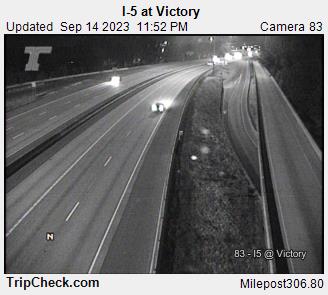 I-5 at Victory
Updated Sep 14 2023 11:52 PM Camera 83
T
N
83 - I5 @ Victory
TripCheck.com Milepost306.80